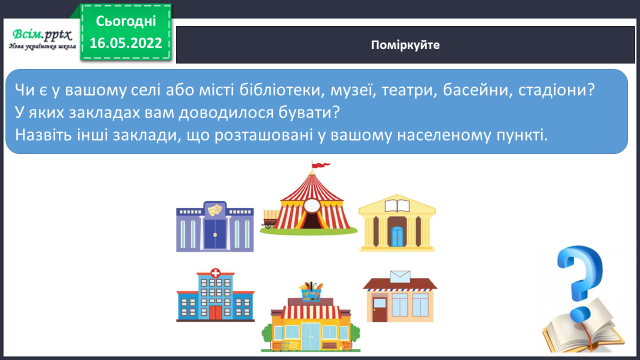 Всім.pptx
Нова українська школа
Сьогодні
16.05.2022
Поміркуйте
Чи є у вашому селі або місті бібліотеки, музеї, театри, басейни, стадіони?
У яких закладах вам доводилося бувати?
Назвіть інші заклади, що розташовані у вашому населеному пункті.